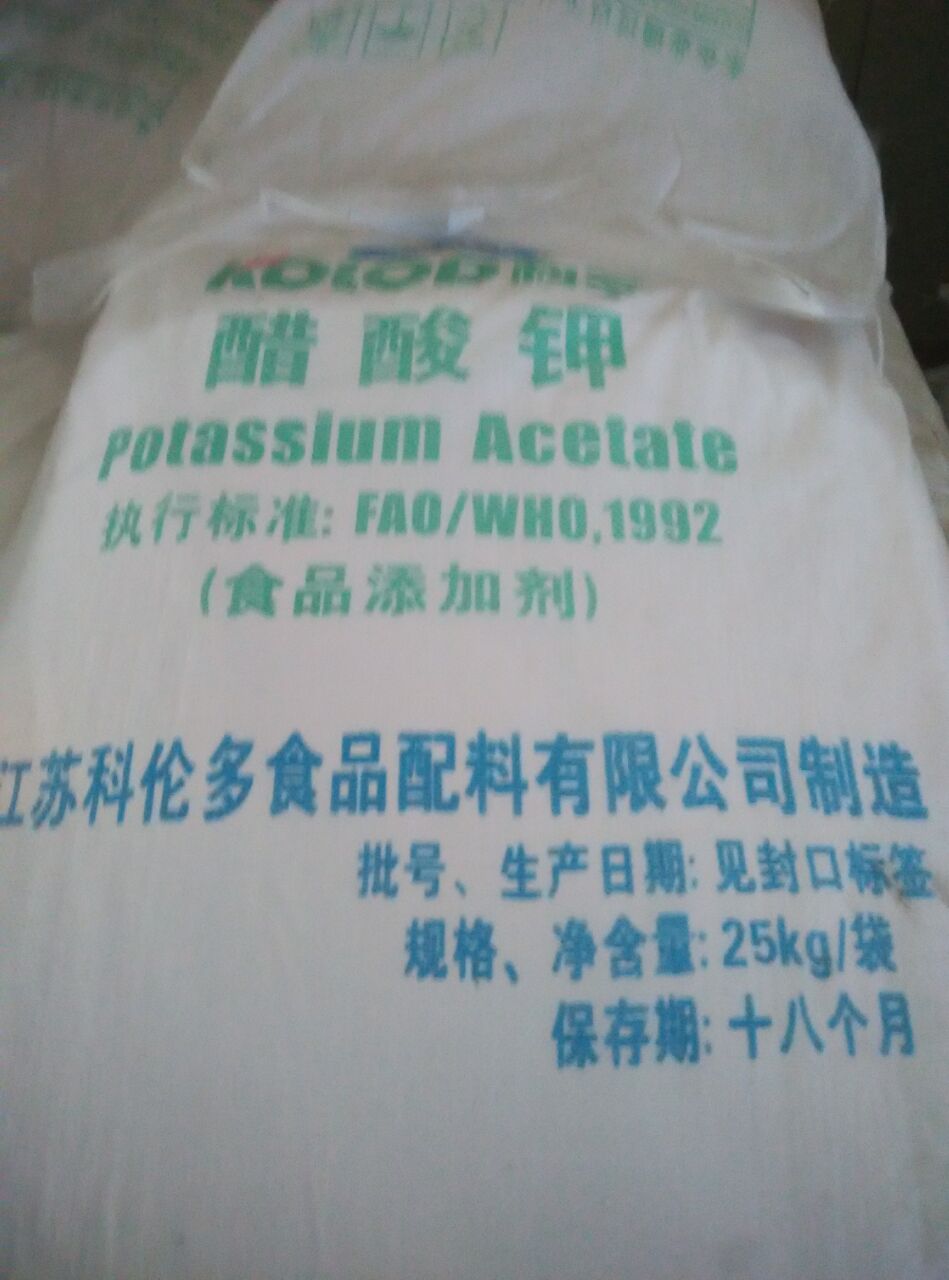 醋酸钾
Potassium Acetate
执行标准: FAO/WHO,1992
(食品添加剂)
江苏科伦多食品配料有限公司制造
批号、生产日期: 见封口标签
规格、净含量: 25kg/袋
保存期: 十八个月